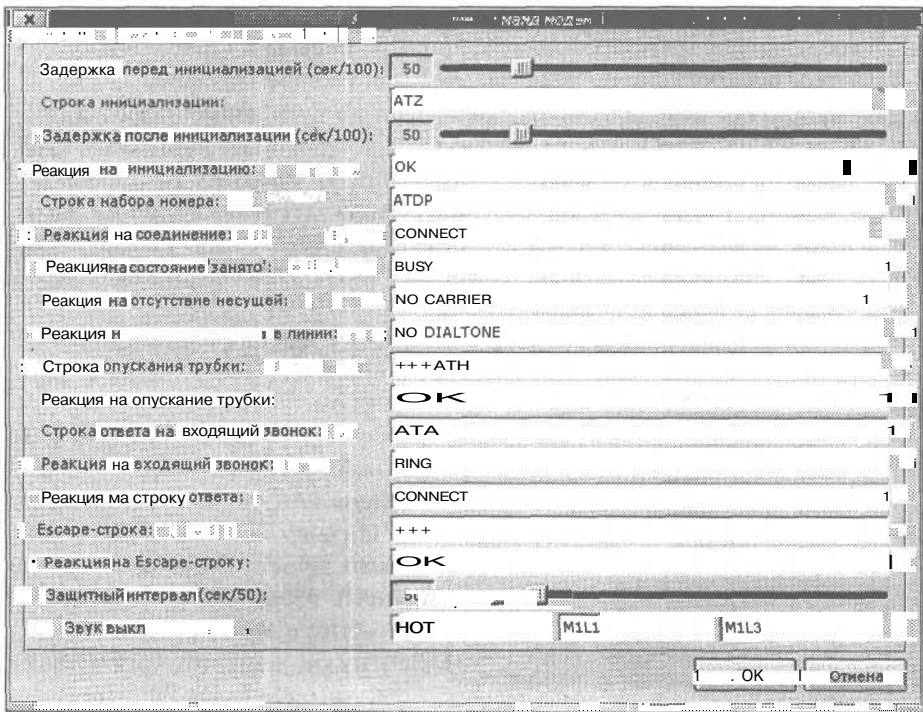 Задержка перед инициализацией (сек/100): 50
Строка инициализации: ATZ
Задержка после инициализации (сек/100): 50
Реакция на инициализацию: OK
Строка набора номера: ATDP
Реакция на соединение: CONNECT
Реакция на состояние 'занято': BUSY
Реакция на отсутствие несущей: NO CARRIER
Реакция н в линии: NO DIALTONE
Строка опускания трубки: +++ATH
Реакция на опускание трубки: OK
Строка ответа на входящий звонок: ATA
Реакция на входящий звонок: RING
Реакция ма строку ответа: CONNECT
Escape-строка: +++
Реакция на Escape-строку: OK
Защитный интервал (сек/50):
Звук выкл HOT M1L1 M1L3
OK Отмена